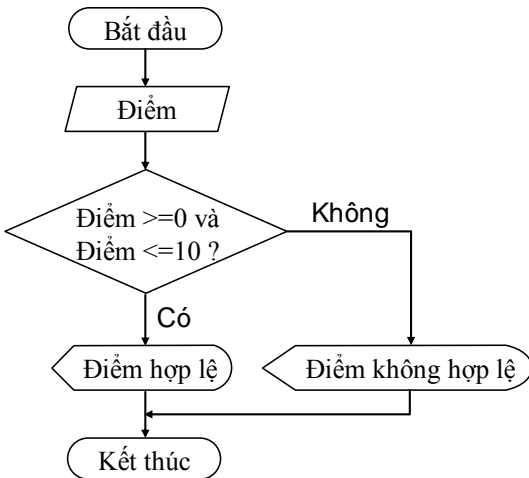 Bắt đầu
Điểm
Điểm >=0 và
Điểm <=10 ?
Không
Có
Điểm hợp lệ
Điểm không hợp lệ
Kết thúc